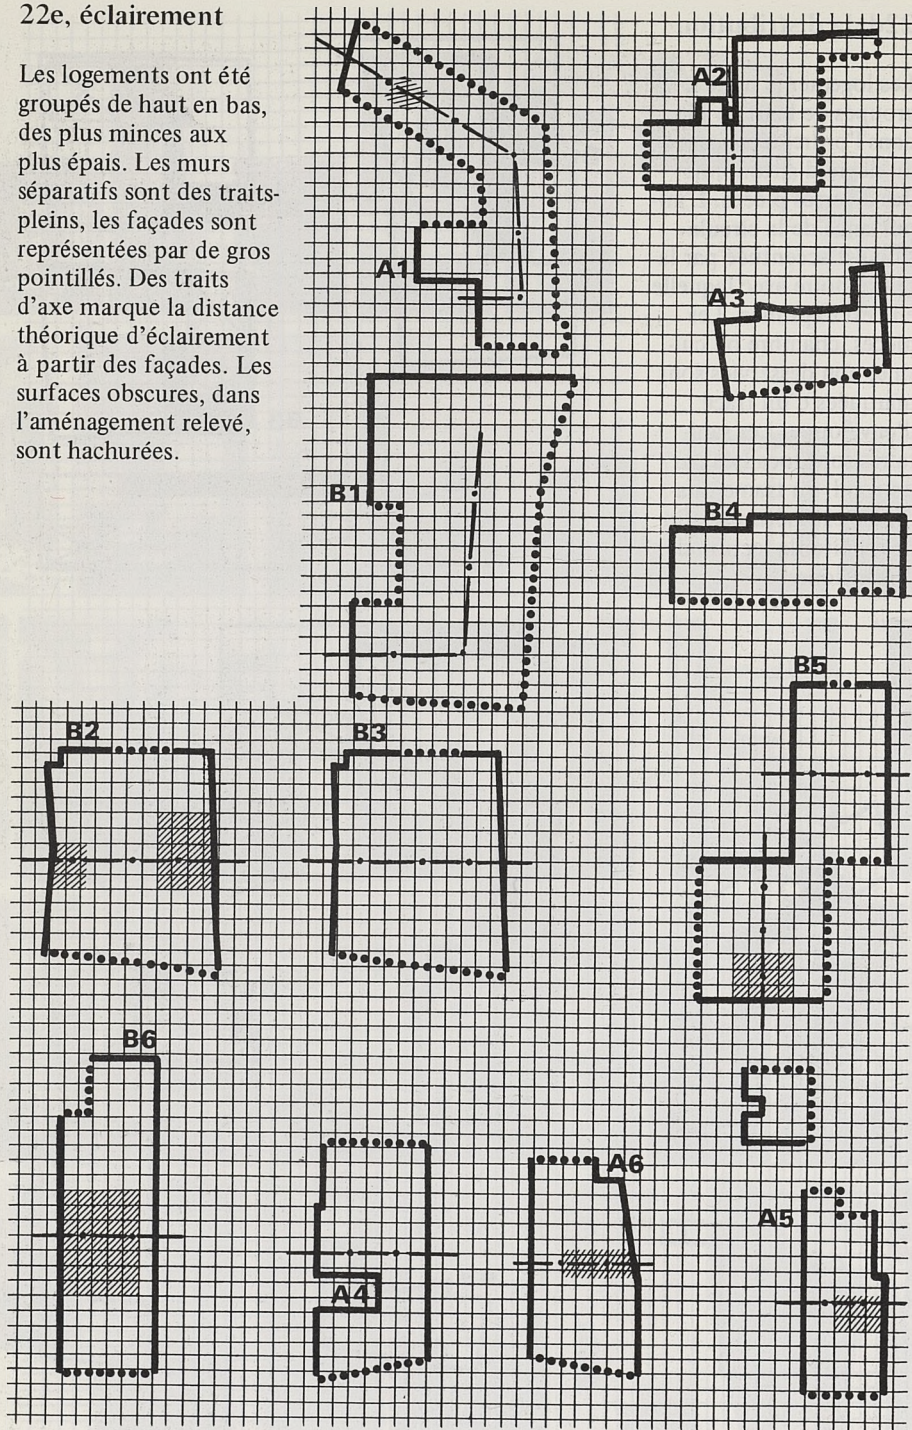 22e, éclairement
Les logements ont été
groupés de haut en bas,
des plus minces aux
plus épais. Les murs
séparatifs sont des traits-
pleins, les façades sont
représentées par de gros
pointillés. Des traits
d'axe marque la distance
théorique d'éclairement
à partir des façades. Les
surfaces obscures, dans
l'aménagement relevé,
sont hachurées.
A2
A1
A3
B1
B4
B5
B2
B3
B6
A6
A5
A4